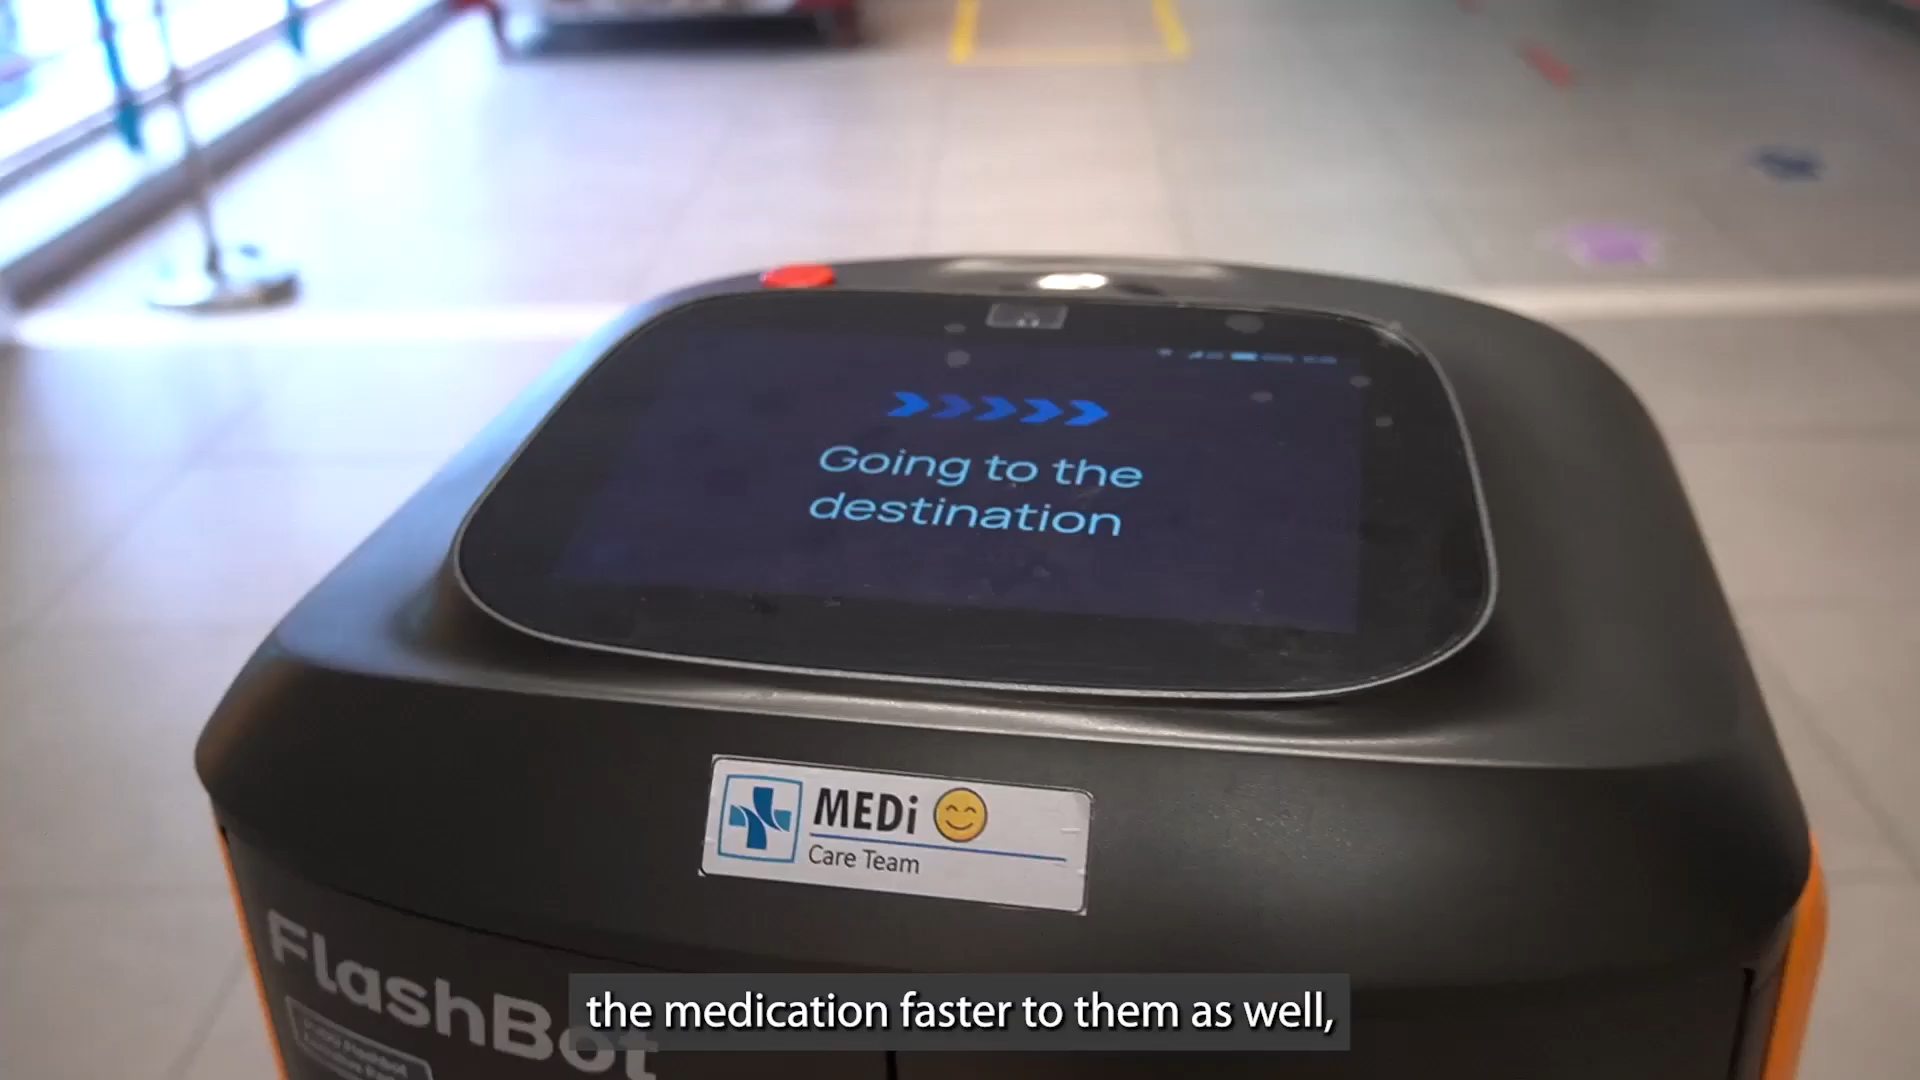 Going to the
destination
MEDi
Care Team
FlashBot
the medication faster to them as well,